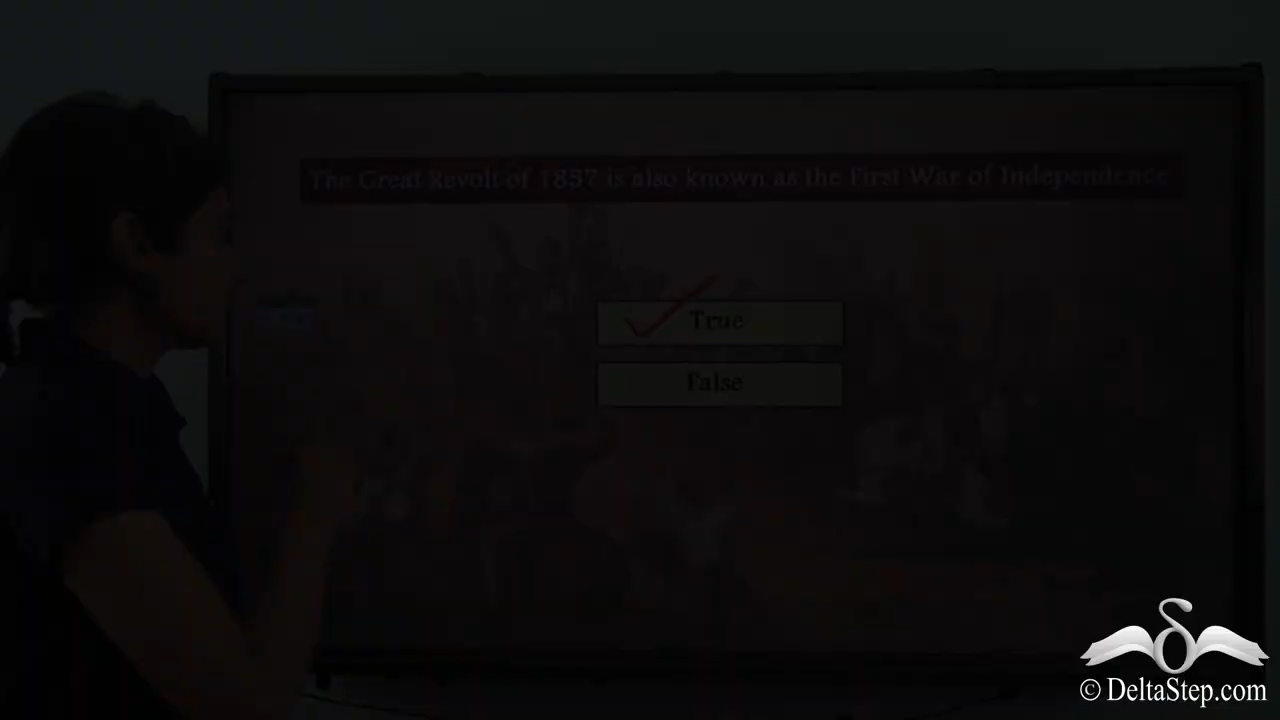 The Great Revolt of 1857 is also known as the First War of Independence
True
False
© DeltaStep.com